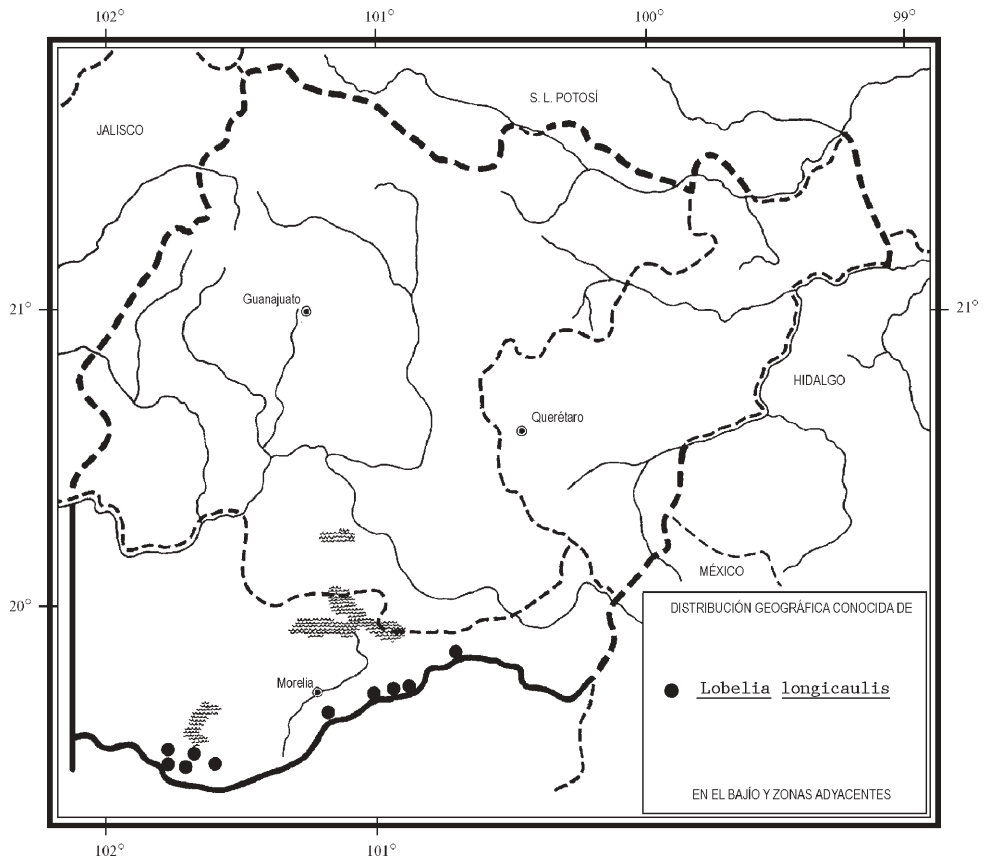 102° 101° 100° 99°
S. L. POTOSÍ
JALISCO
Guanajuato
21° 21°
HIDALGO
Querétaro
MÉXICO
20°
DISTRIBUCIÓN GEOGRÁFICA CONOCIDA DE
Morelia
Lobelia longicaulis
EN EL BAJÍO Y ZONAS ADYACENTES
102° 101°